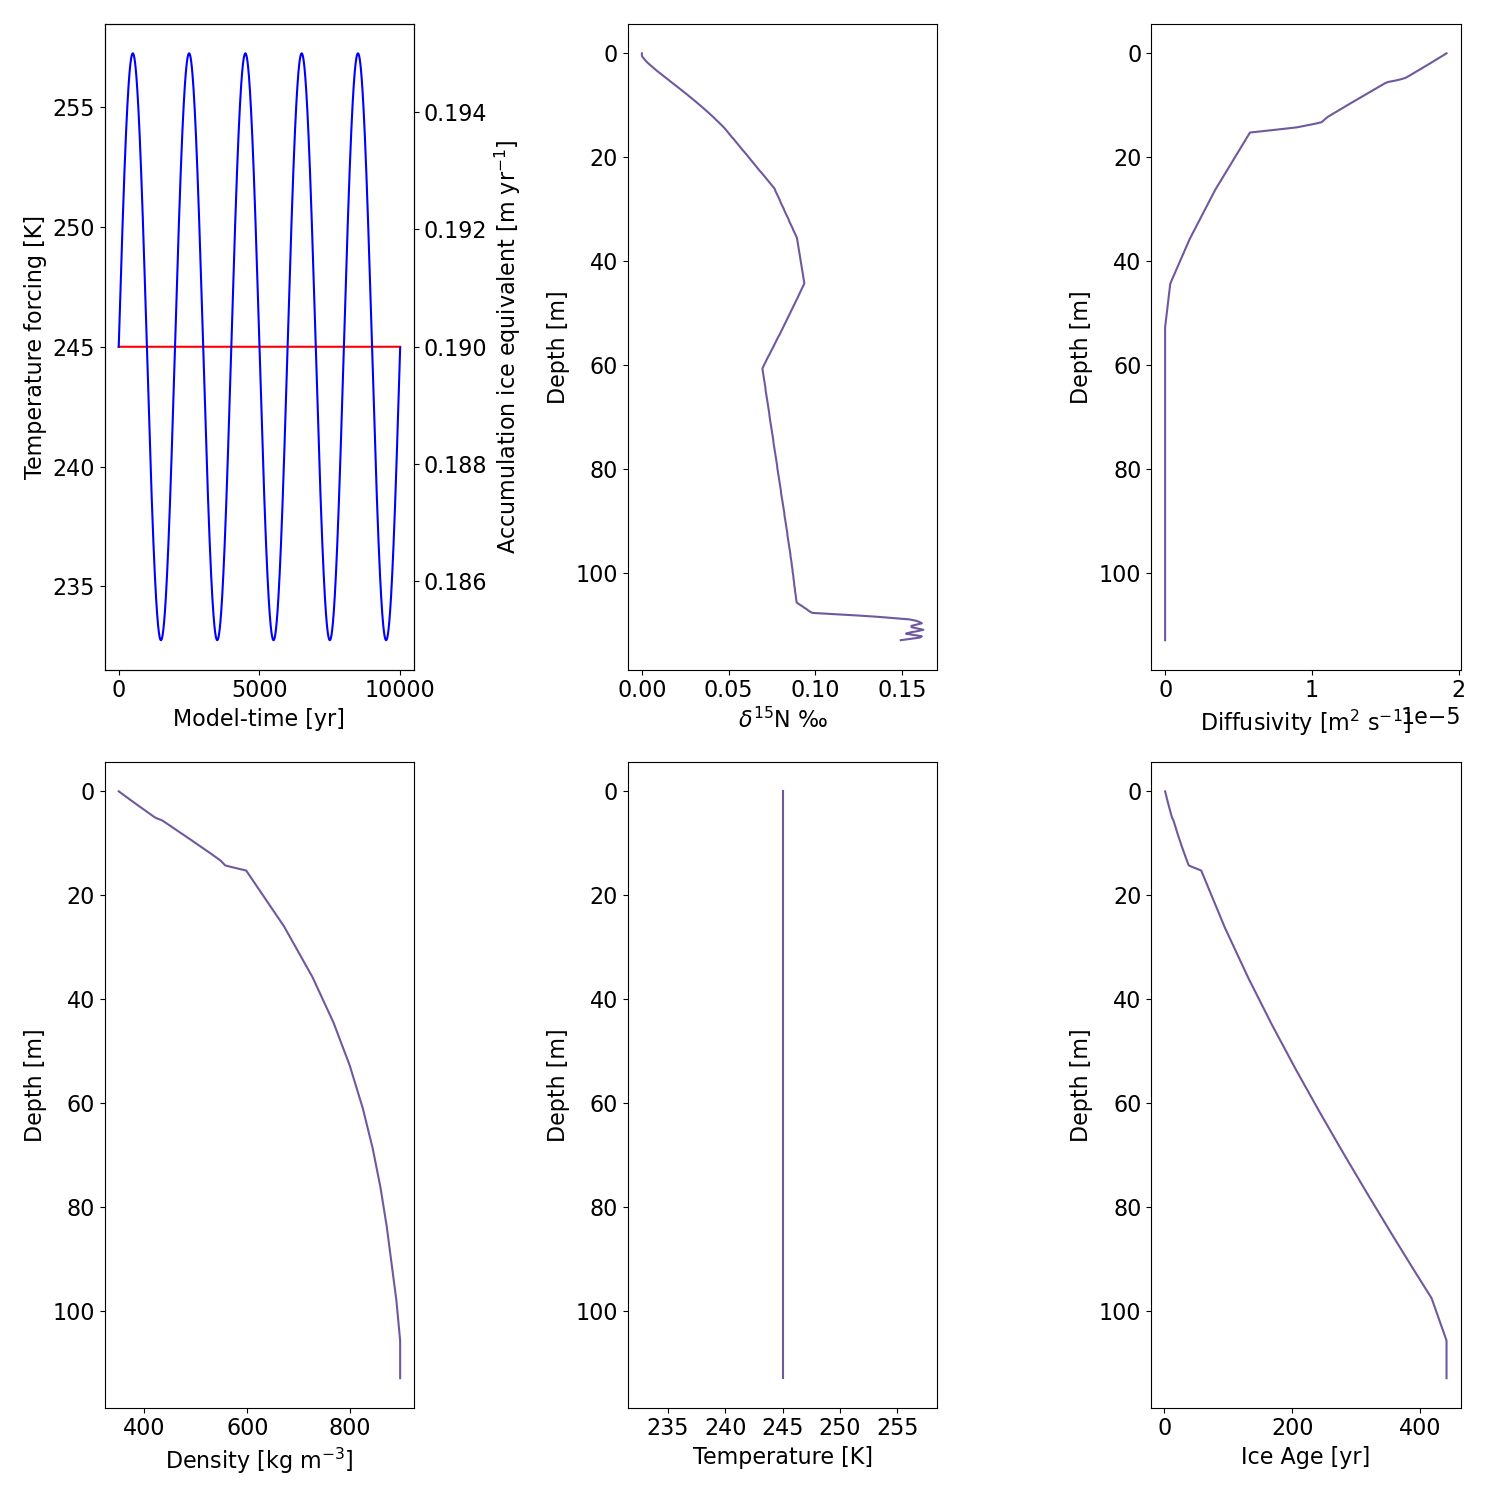 Temperature forcing [K]
255
250
245
240
235
0 5000 10000
Model-time [yr]
0.194
0.192
0.190
0.188
0.186
Accumulation ice equivalent [m yr⁻¹]
Depth [m]
0
20
40
60
80
100
0.00 0.05 0.10 0.15
δ¹⁵N ‰
Depth [m]
0
20
40
60
80
100
0 1 2
Diffusivity [m² s⁻¹]
1e−5
Depth [m]
0
20
40
60
80
100
400 600 800
Density [kg m⁻³]
Depth [m]
0
20
40
60
80
100
235 240 245 250 255
Temperature [K]
Depth [m]
0
20
40
60
80
100
0 200 400
Ice Age [yr]